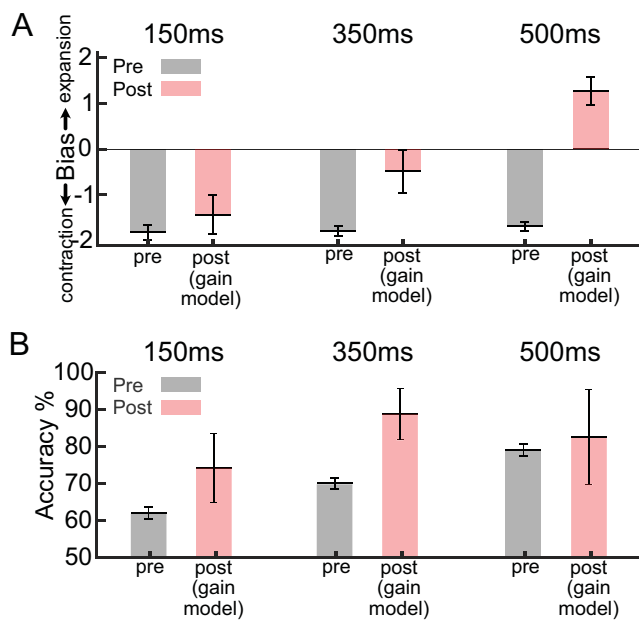 A
150ms
350ms
500ms
contraction ← Bias → expansion
2
1
0
-1
-2
Pre
Post
pre
post
(gain
model)
pre
post
(gain
model)
pre
post
(gain
model)
B
150ms
350ms
500ms
Accuracy %
100
90
80
70
60
50
Pre
Post
pre
post
(gain
model)
pre
post
(gain
model)
pre
post
(gain
model)